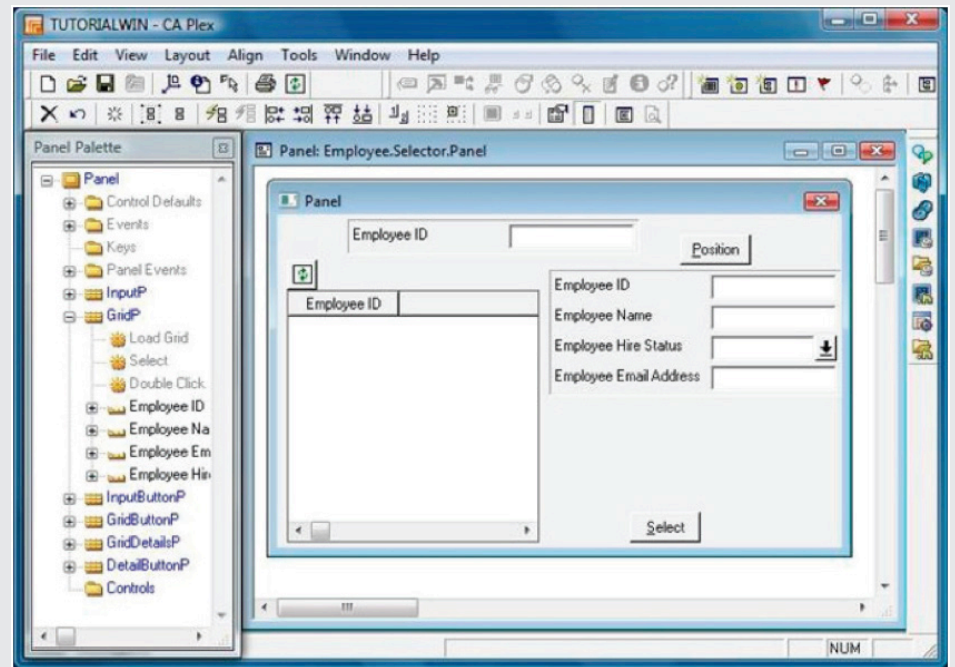 TUTORIALWIN - CA Plex
File Edit View Layout Align Tools Window Help
Panel Palette
Panel
Control Defaults
Events
Keys
Panel Events
InputP
GridP
Load Grid
Select
Double Click
Employee ID
Employee Na
Employee Em
Employee Hir
InputButtonP
GridButtonP
GridDetailsP
DetailButtonP
Controls
Panel: Employee.Selector.Panel
Panel
Employee ID
Position
Employee ID
Employee ID
Employee Name
Employee Hire Status
Employee Email Address
Select
NUM